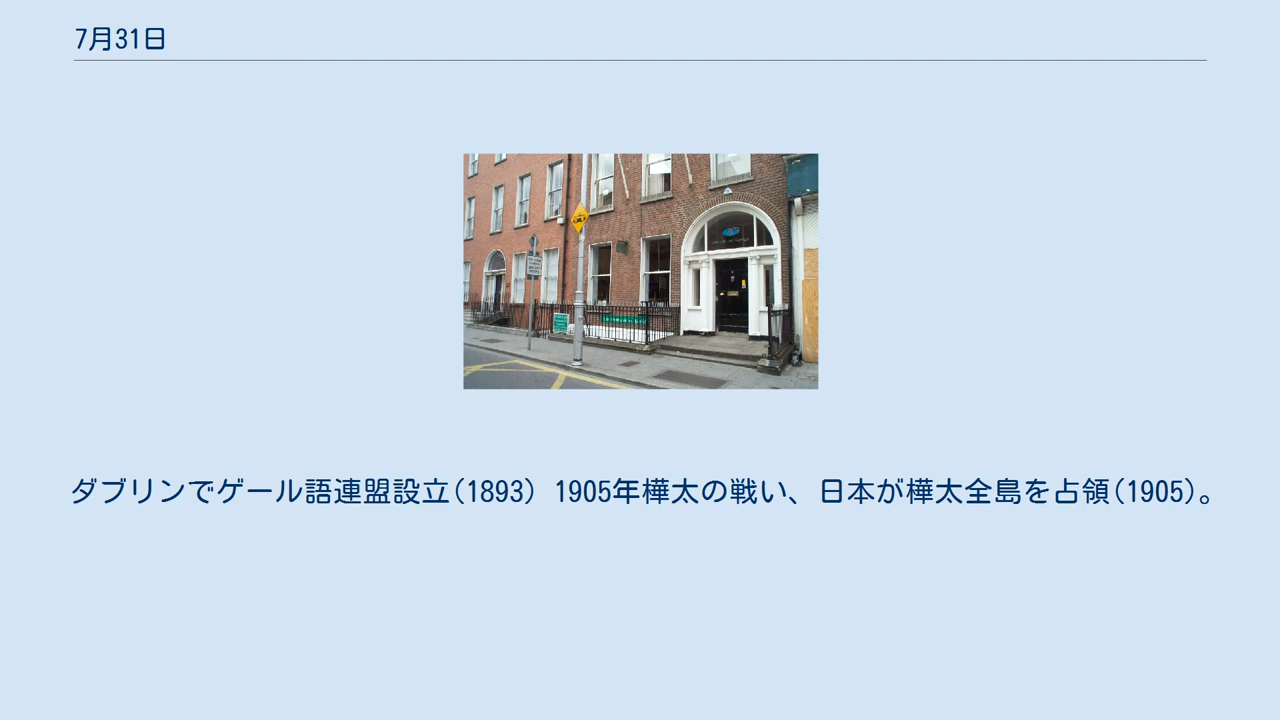 7月31日
ダブリンでゲール語連盟設立(1893) 1905年樺太の戦い、日本が樺太全島を占領(1905)。